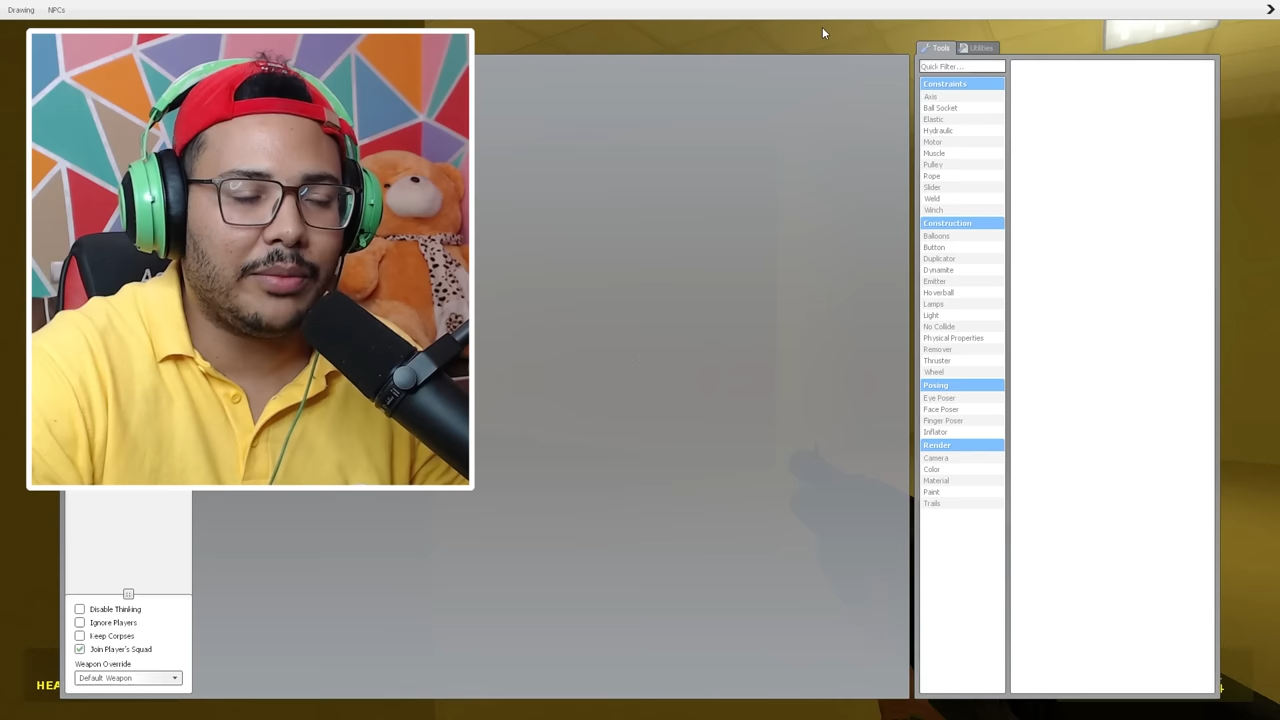 Drawing NPCs
Tools Utilities
Quick Filter...
Constraints
Axis
Ball Socket
Elastic
Hydraulic
Motor
Muscle
Pulley
Rope
Slider
Weld
Winch
Construction
Balloons
Button
Duplicator
Dynamite
Emitter
Hoverball
Lamps
Light
No Collide
Physical Properties
Remover
Thruster
Wheel
Posing
Eye Poser
Face Poser
Finger Poser
Inflator
Render
Camera
Color
Material
Paint
Trails
Disable Thinking
Ignore Players
Keep Corpses
Join Player's Squad
Weapon Override
Default Weapon
HEA